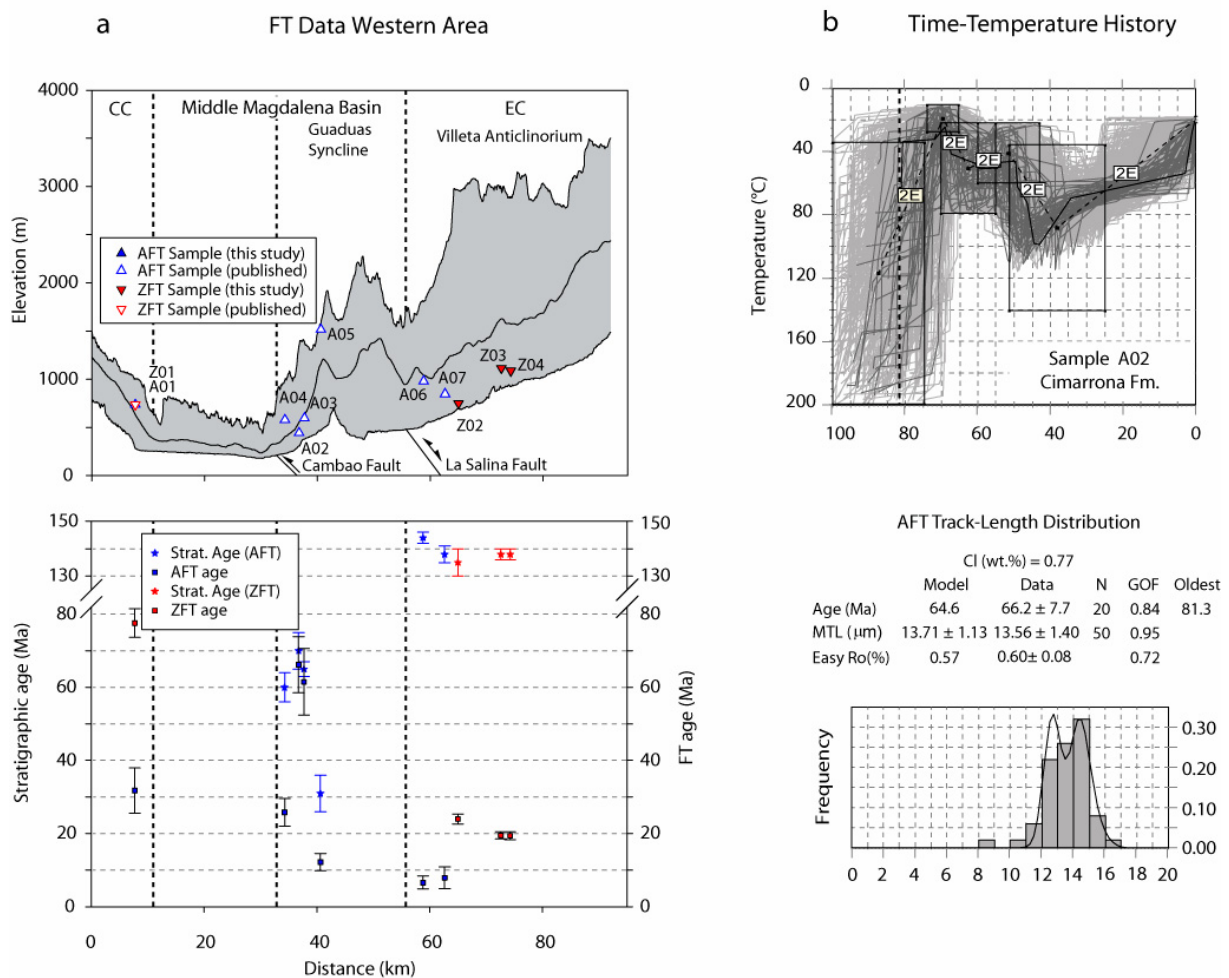 a
FT Data Western Area
4000
3000
2000
1000
0
Elevation (m)
CC
Middle Magdalena Basin
EC
Guaduas
Syncline
Villeta Anticlinorium
AFT Sample (this study)
AFT Sample (published)
ZFT Sample (this study)
ZFT Sample (published)
Z01
A01
A04
A03
A02
A05
A06
A07
Z02
Z03
Z04
Cambao Fault
La Salina Fault
150
130
80
60
40
20
0
Stratigraphic age (Ma)
Strat. Age (AFT)
AFT age
Strat. Age (ZFT)
ZFT age
150
130
80
60
40
20
0
FT age (Ma)
0 20 40 60 80
Distance (km)
b
Time-Temperature History
0
40
80
120
160
200
Temperature (°C)
2E
2E
2E
2E
2E
Sample A02
Cimarrona Fm.
100 80 60 40 20 0
AFT Track-Length Distribution
Cl (wt.%) = 0.77
Model Data N GOF Oldest
Age (Ma) 64.6 66.2 ± 7.7 20 0.84 81.3
MTL (μm) 13.71 ± 1.13 13.56 ± 1.40 50 0.95
Easy Ro(%) 0.57 0.60± 0.08 0.72
Frequency
0.30
0.20
0.10
0.00
0 2 4 6 8 10 12 14 16 18 20